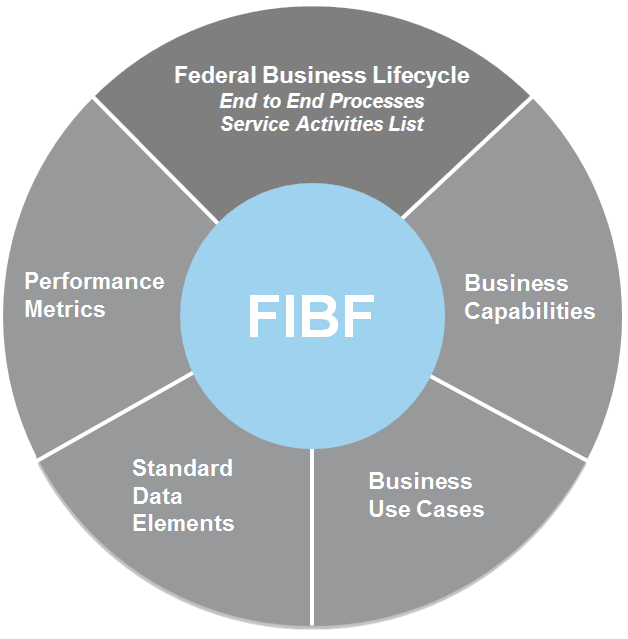 Federal Business Lifecycle
End to End Processes
Service Activities List
Performance
Metrics
FIBF
Business
Capabilities
Standard
Data
Elements
Business
Use Cases